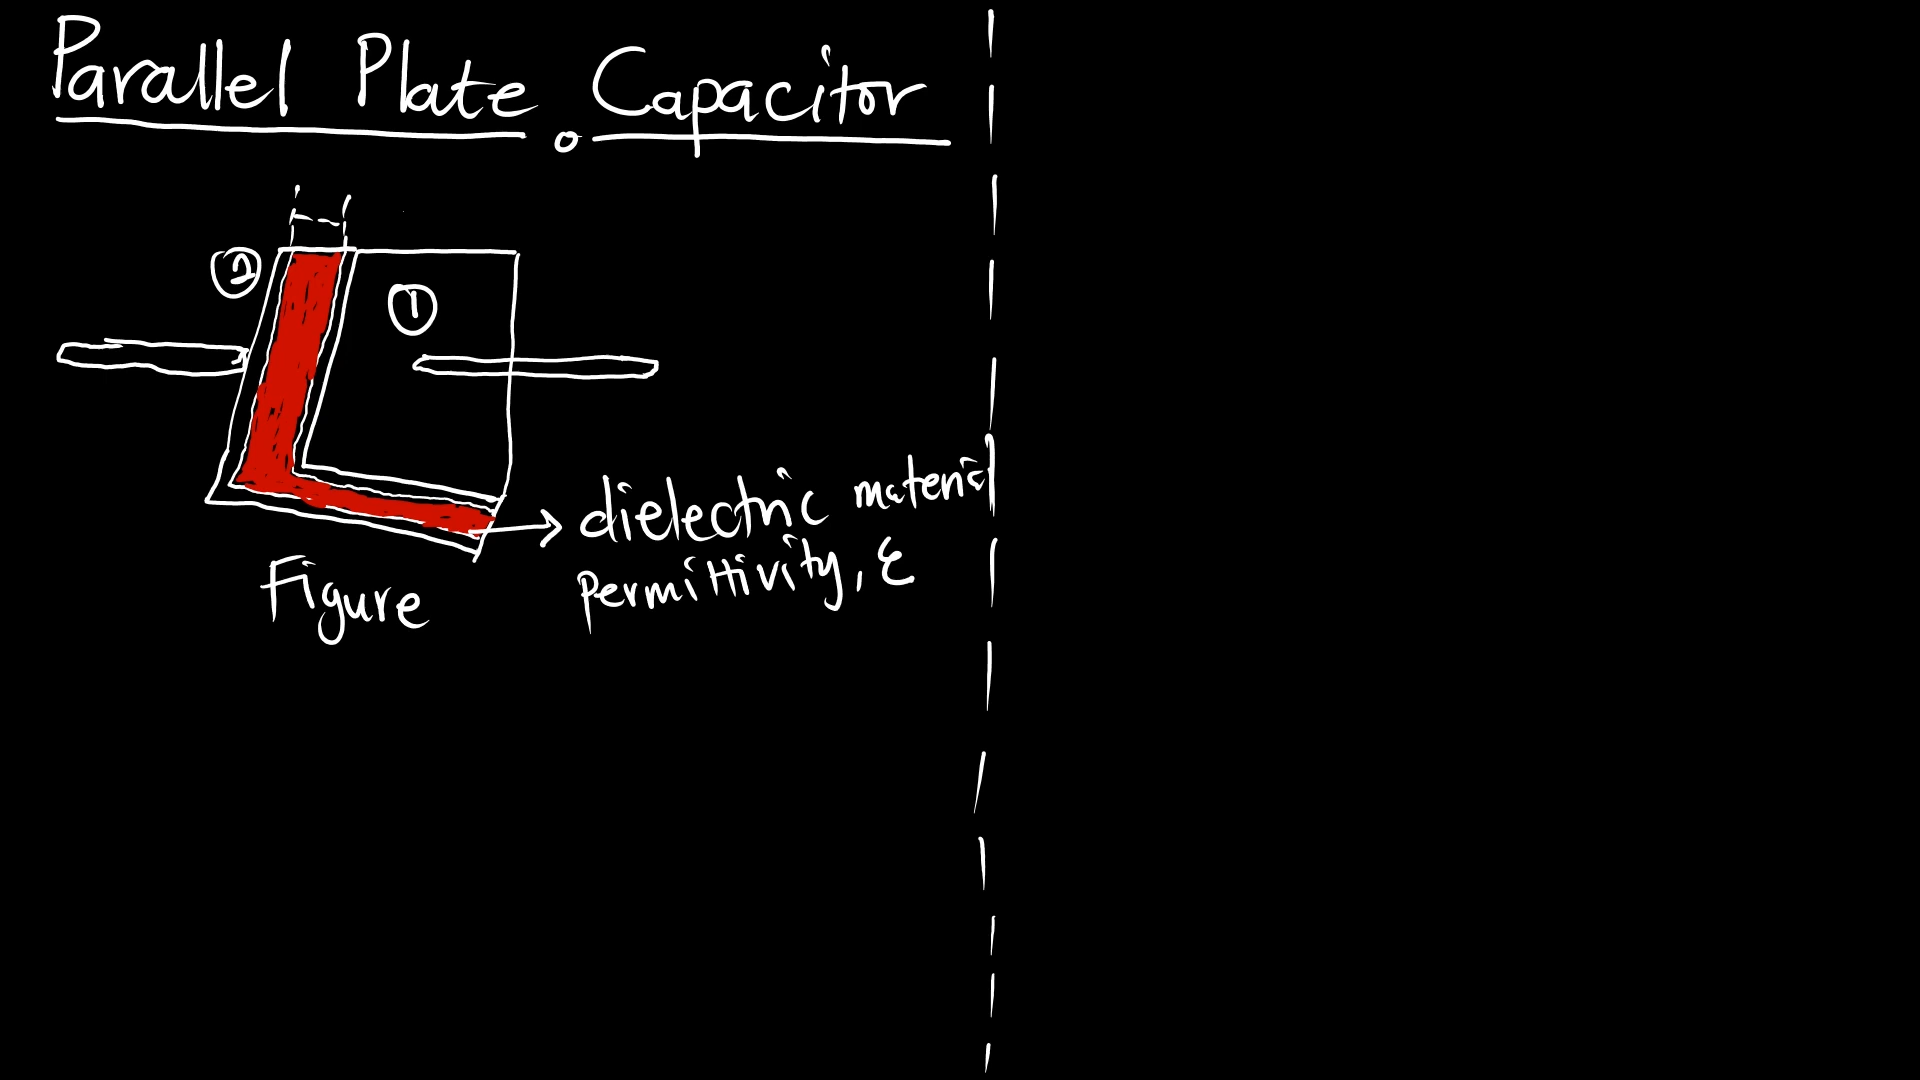 Parallel Plate Capacitor
②
①
dielectric material
permittivity, ε
Figure